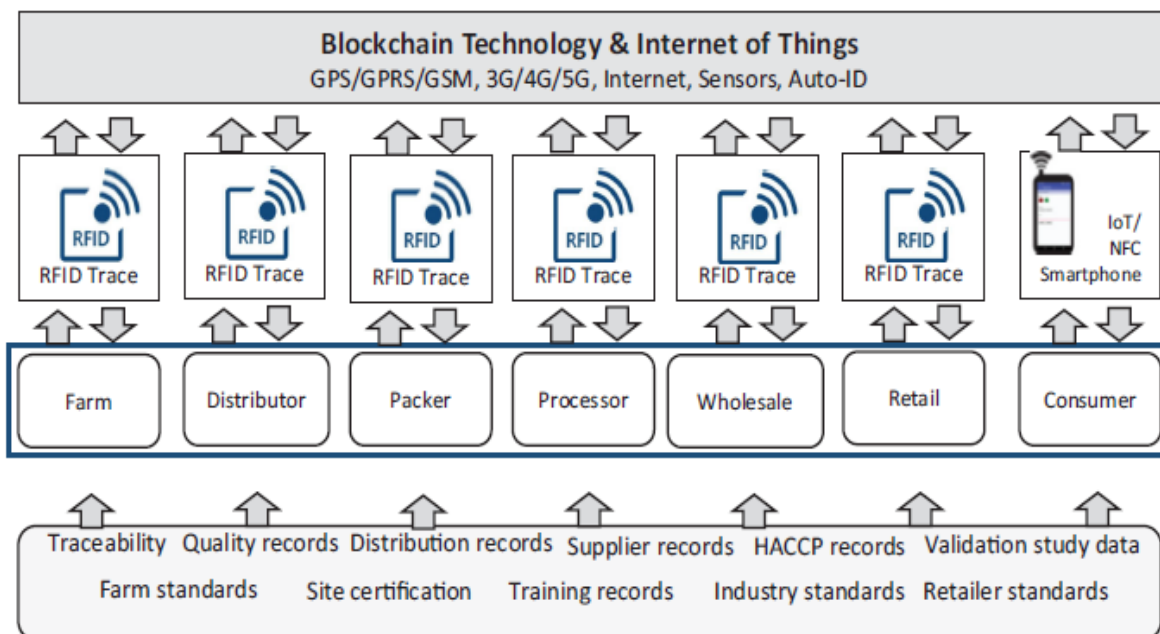 Blockchain Technology & Internet of Things
GPS/GPRS/GSM, 3G/4G/5G, Internet, Sensors, Auto-ID
RFID
RFID Trace
RFID
RFID Trace
RFID
RFID Trace
RFID
RFID Trace
RFID
RFID Trace
RFID
RFID Trace
IoT/
NFC
Smartphone
Farm
Distributor
Packer
Processor
Wholesale
Retail
Consumer
Traceability Quality records Distribution records Supplier records HACCP records Validation study data
Farm standards Site certification Training records Industry standards Retailer standards